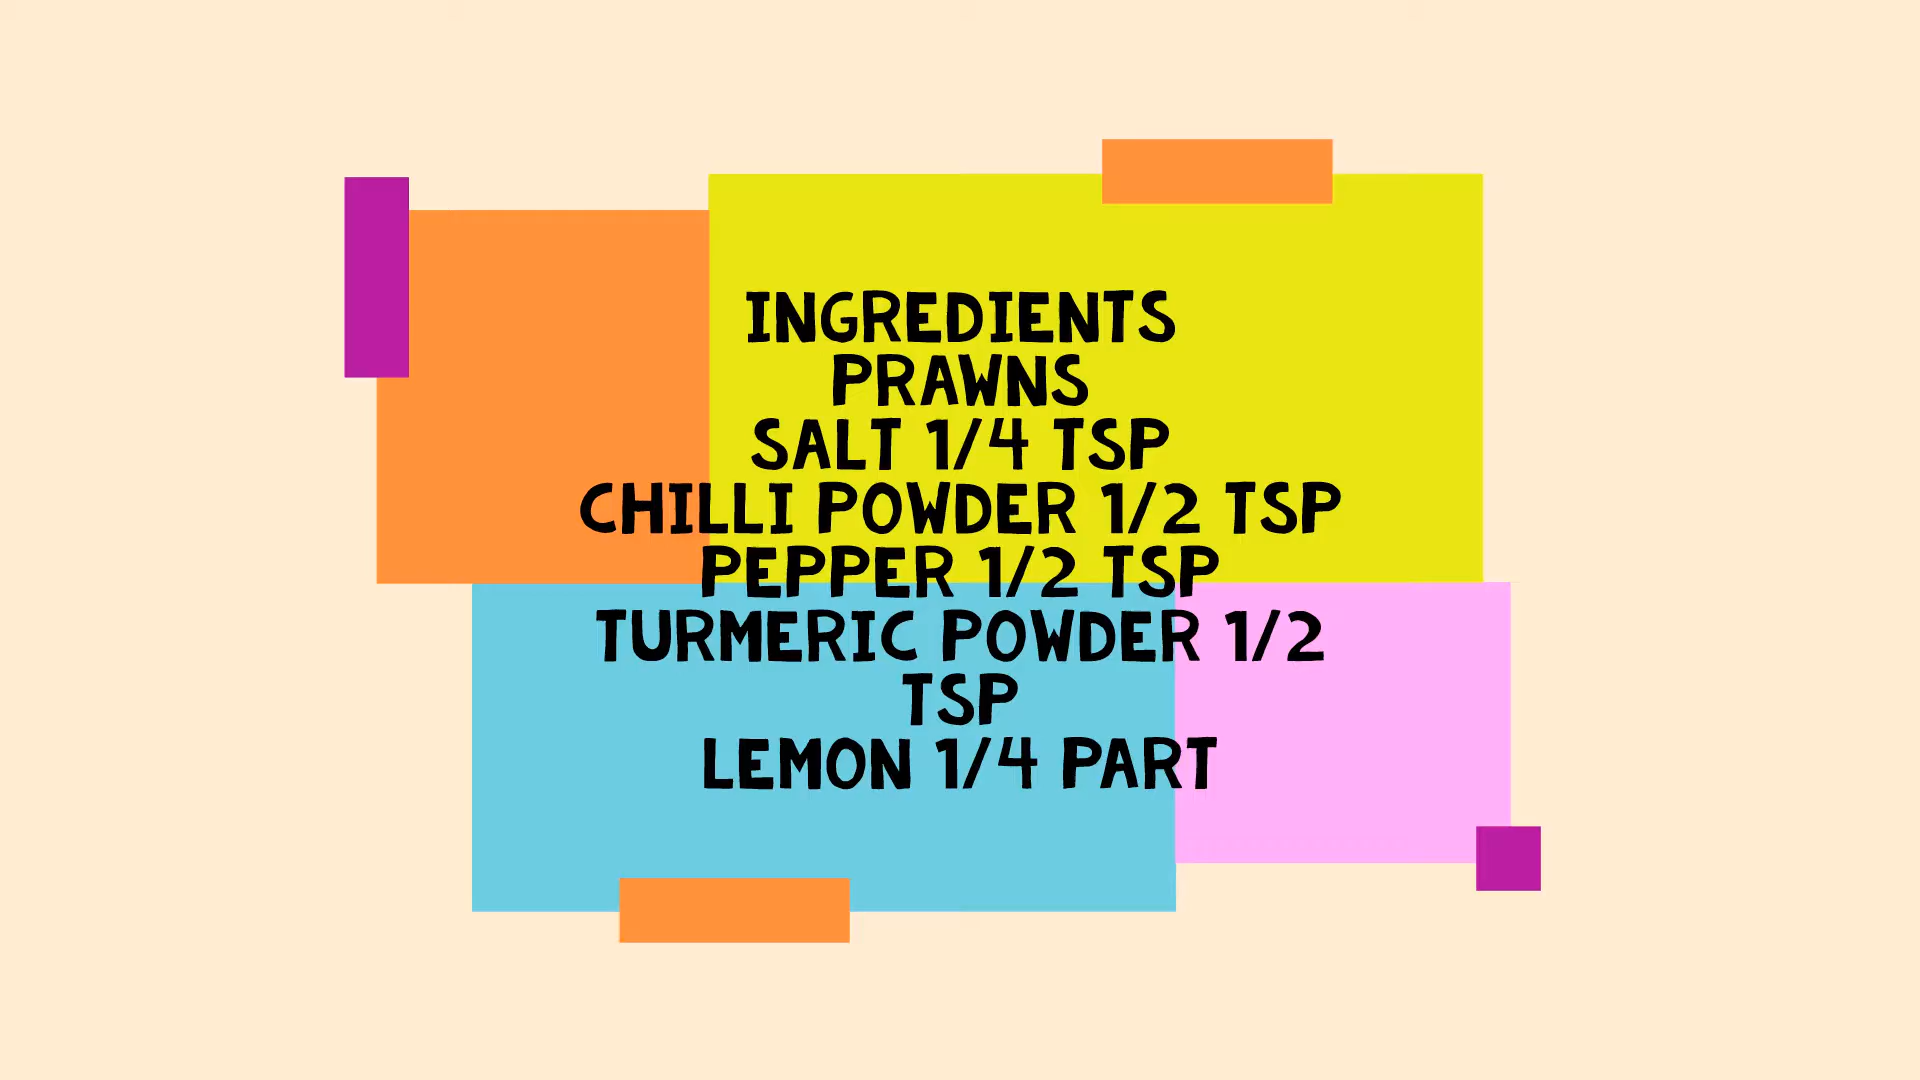 INGREDIENTS
PRAWNS
SALT 1/4 TSP
CHILLI POWDER 1/2 TSP
PEPPER 1/2 TSP
TURMERIC POWDER 1/2
TSP
LEMON 1/4 PART